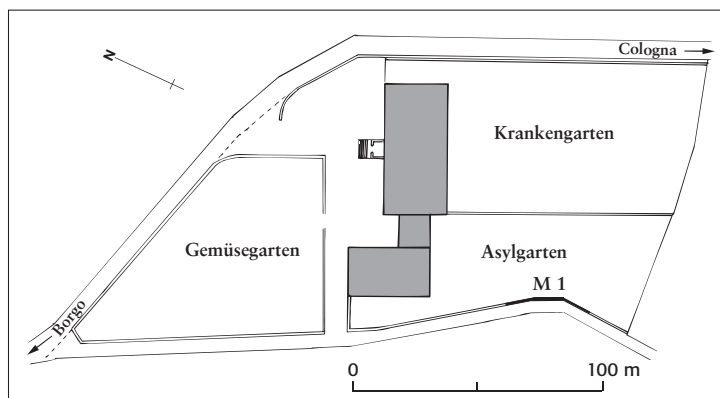 N
Cologna
Krankengarten
Gemüsegarten
Asylgarten
M 1
Borgo
0 100 m